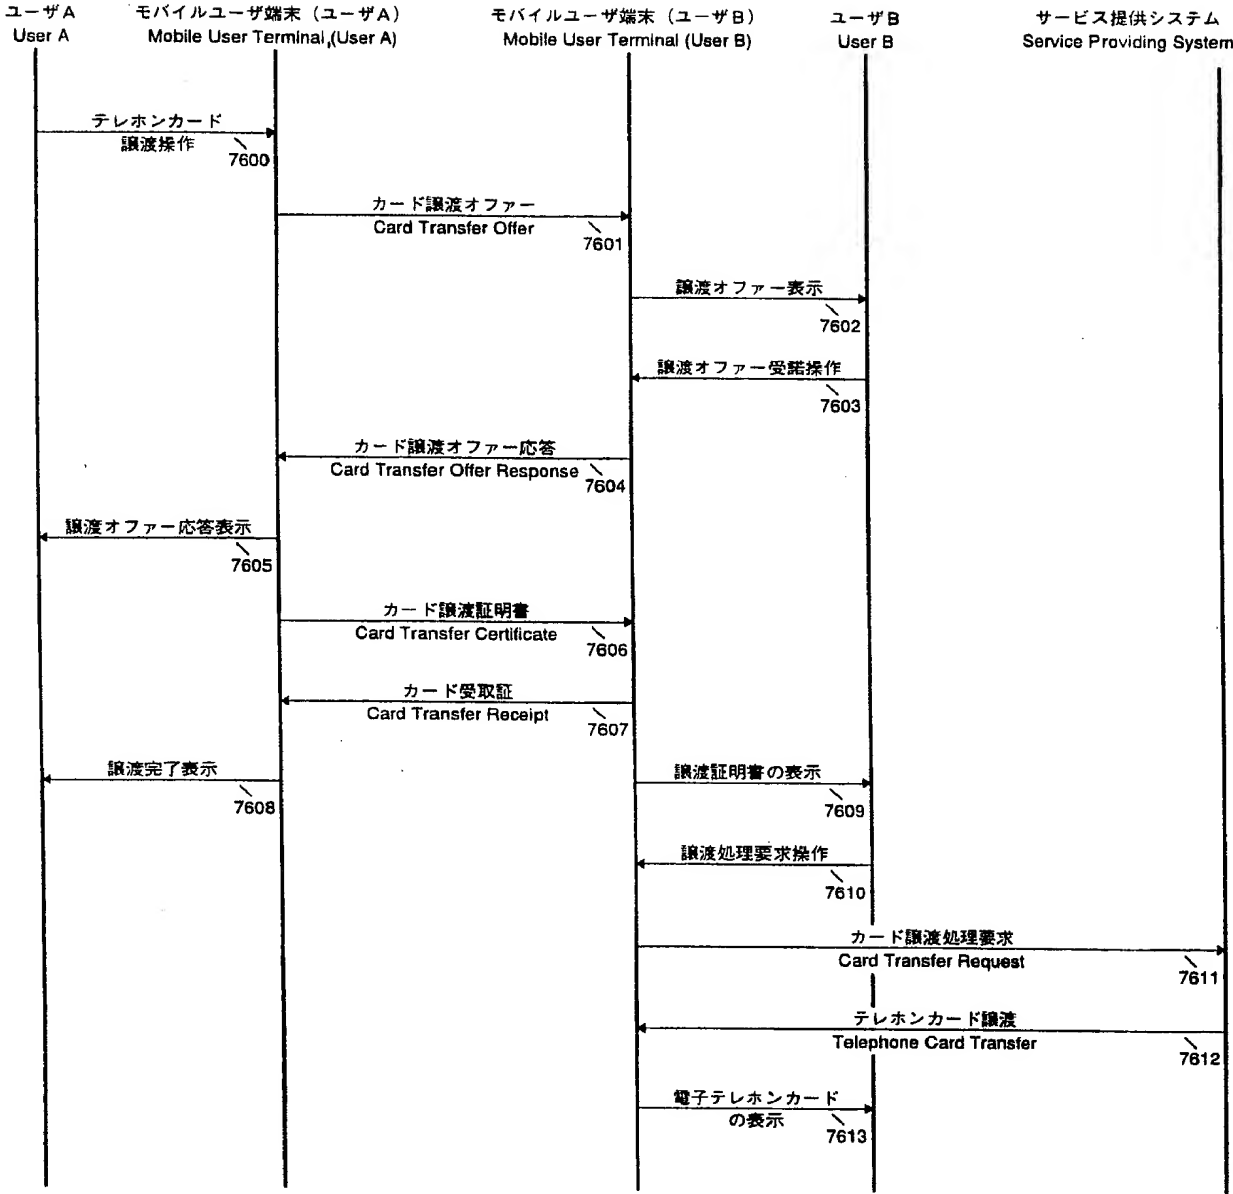 ユーザA
User A
モバイルユーザ端末（ユーザA）
Mobile User Terminal,(User A)
モバイルユーザ端末（ユーザB）
Mobile User Terminal (User B)
ユーザB
User B
サービス提供システム
Service Providing System
テレホンカード
譲渡操作
7600
カード譲渡オファー
Card Transfer Offer
7601
譲渡オファー表示
7602
譲渡オファー受諾操作
7603
カード譲渡オファー応答
Card Transfer Offer Response
7604
譲渡オファー応答表示
7605
カード譲渡証明書
Card Transfer Certificate
7606
カード受取証
Card Transfer Receipt
7607
譲渡完了表示
7608
譲渡証明書の表示
7609
譲渡処理要求操作
7610
カード譲渡処理要求
Card Transfer Request
7611
テレホンカード譲渡
Telephone Card Transfer
7612
電子テレホンカード
の表示
7613